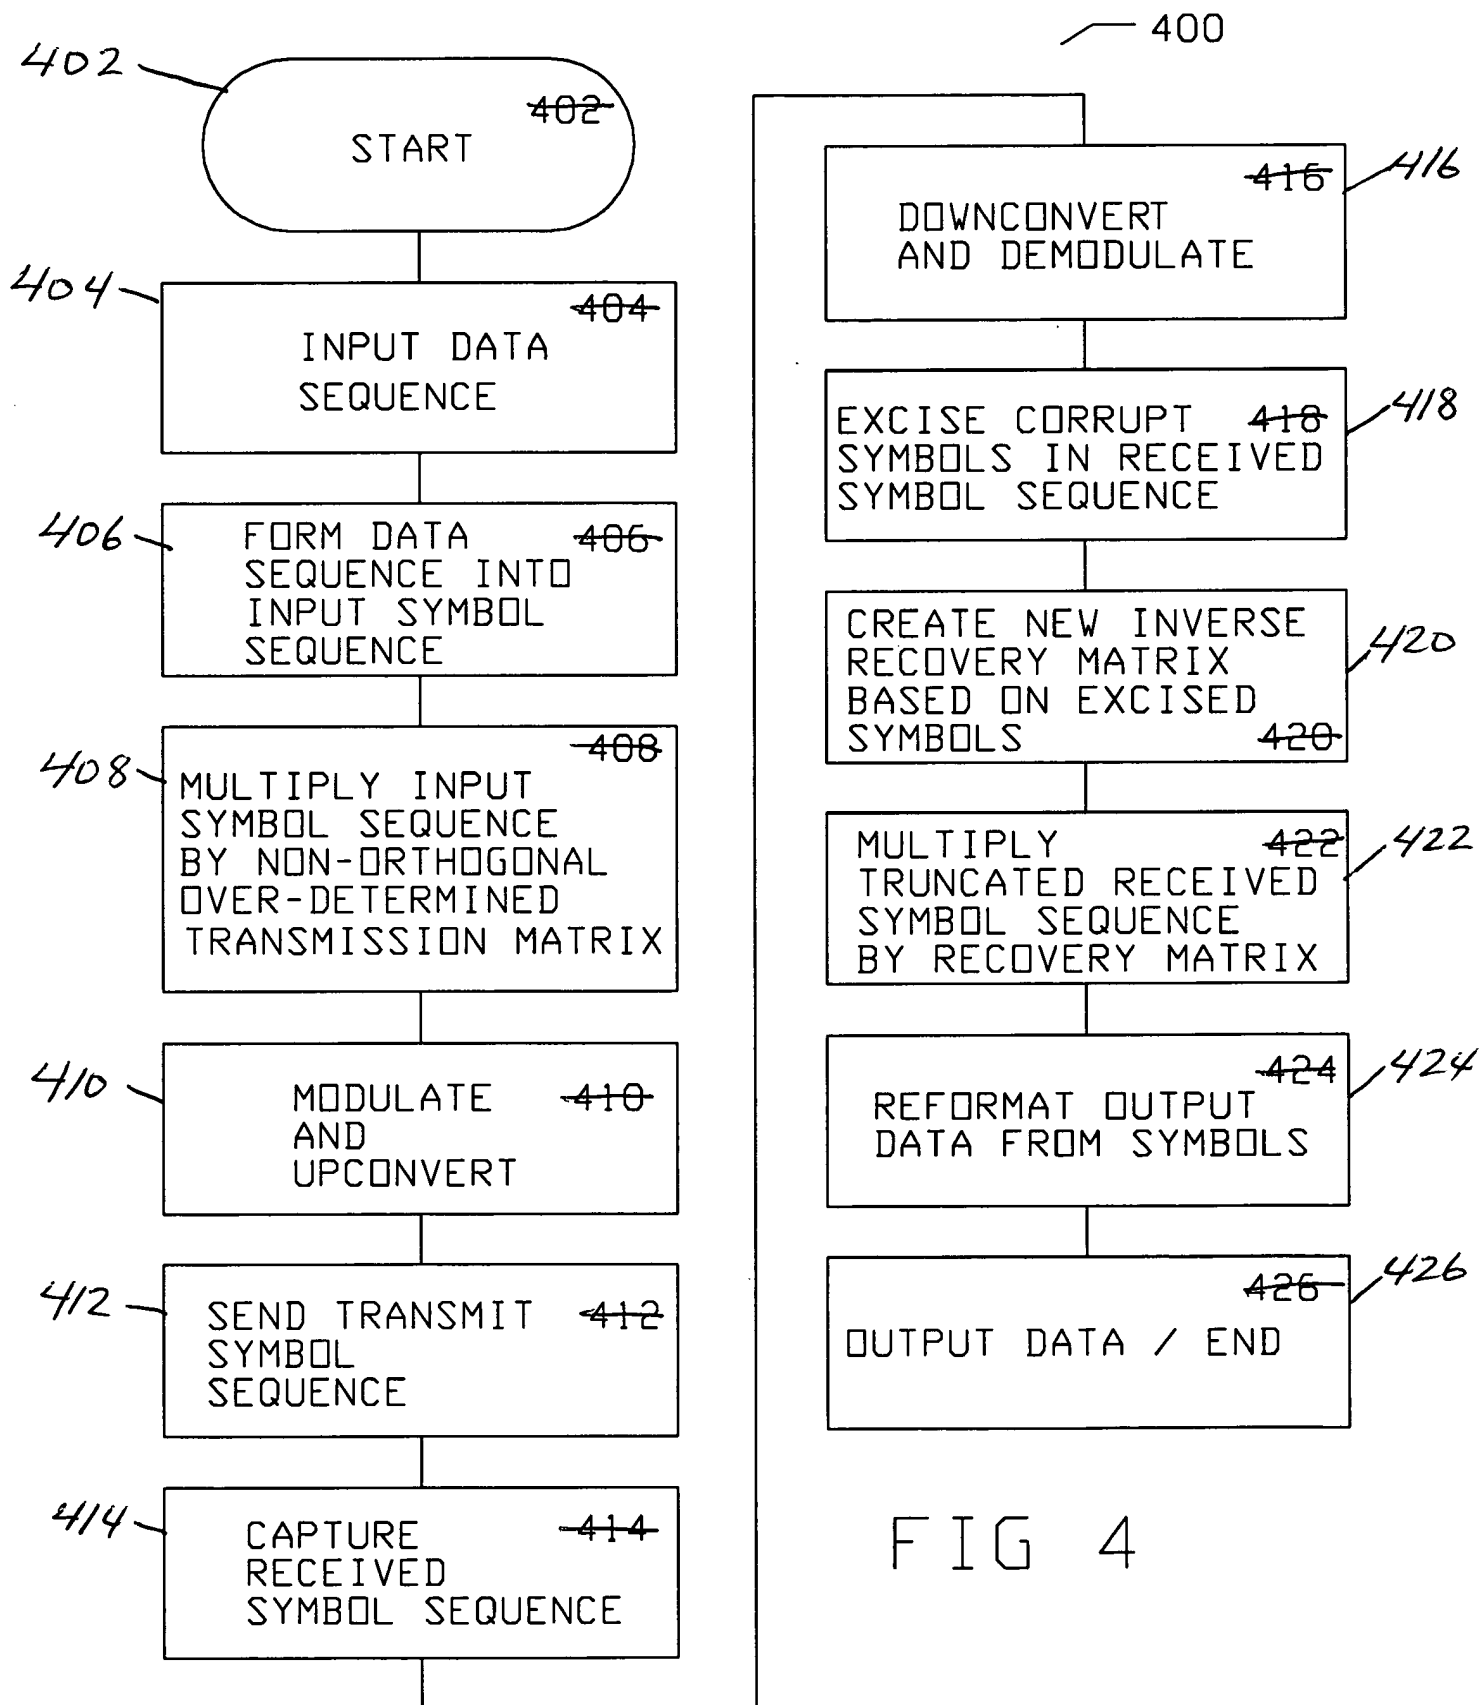 400
402
402
START
404
404
INPUT DATA
SEQUENCE
406
406
FORM DATA
SEQUENCE INTO
INPUT SYMBOL
SEQUENCE
408
408
MULTIPLY INPUT
SYMBOL SEQUENCE
BY NON-ORTHOGONAL
OVER-DETERMINED
TRANSMISSION MATRIX
410
410
MODULATE
AND
UPCONVERT
412
412
SEND TRANSMIT
SYMBOL
SEQUENCE
414
414
CAPTURE
RECEIVED
SYMBOL SEQUENCE
416
416
DOWNCONVERT
AND DEMODULATE
418
418
EXCISE CORRUPT
SYMBOLS IN RECEIVED
SYMBOL SEQUENCE
CREATE NEW INVERSE
RECOVERY MATRIX
BASED ON EXCISED
SYMBOLS
420
420
422
422
MULTIPLY
TRUNCATED RECEIVED
SYMBOL SEQUENCE
BY RECOVERY MATRIX
424
424
REFORMAT OUTPUT
DATA FROM SYMBOLS
426
426
OUTPUT DATA / END
FIG 4